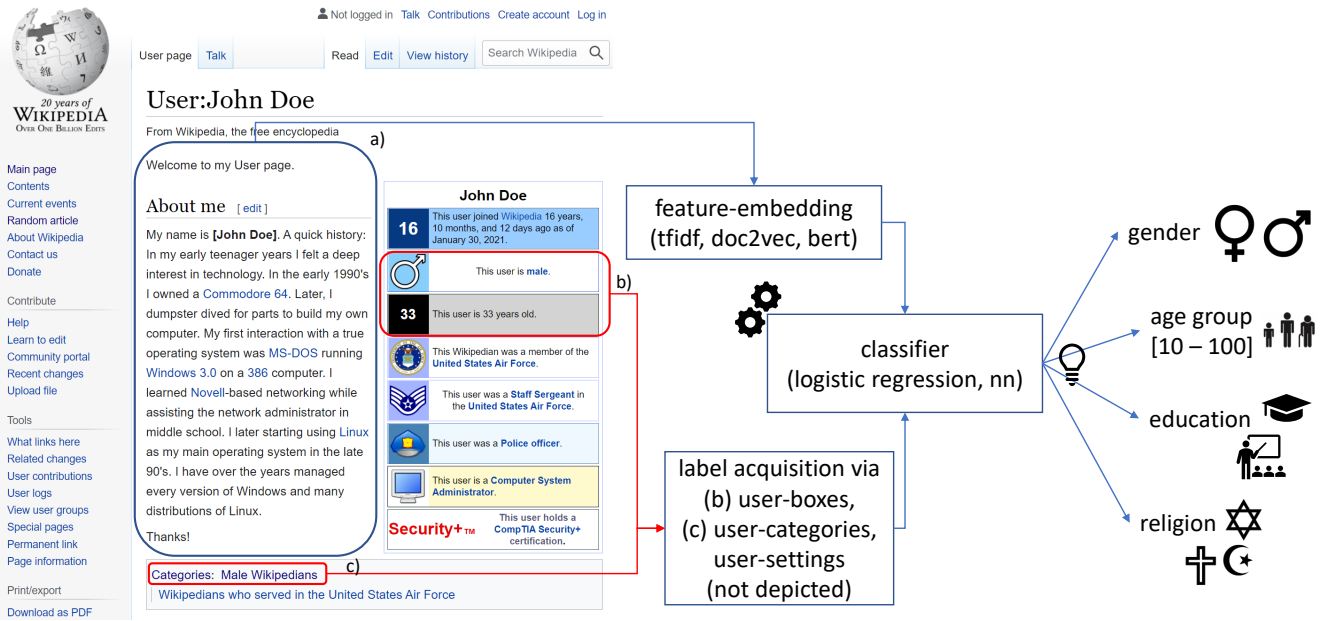 Not logged in Talk Contributions Create account Log in
User page Talk Read Edit View history Search Wikipedia
20 years of
WIKIPEDIA
OVER ONE BILLION EDITS
Main page
Contents
Current events
Random article
About Wikipedia
Contact us
Donate
Contribute
Help
Learn to edit
Community portal
Recent changes
Upload file
Tools
What links here
Related changes
User contributions
User logs
View user groups
Special pages
Permanent link
Page information
Print/export
Download as PDF
User:John Doe
From Wikipedia, the free encyclopedia
a)
Welcome to my User page.
About me [ edit ]
My name is [John Doe]. A quick history:
In my early teenager years I felt a deep
interest in technology. In the early 1990's
I owned a Commodore 64. Later, I
dumpster dived for parts to build my own
computer. My first interaction with a true
operating system was MS-DOS running
Windows 3.0 on a 386 computer. I
learned Novell-based networking while
assisting the network administrator in
middle school. I later starting using Linux
as my main operating system in the late
90's. I have over the years managed
every version of Windows and many
distributions of Linux.
Thanks!
John Doe
16
This user joined Wikipedia 16 years,
10 months, and 12 days ago as of
January 30, 2021.
This user is male.
b)
33
This user is 33 years old.
This Wikipedian was a member of the
United States Air Force.
This user was a Staff Sergeant in
the United States Air Force.
This user was a Police officer.
This user is a Computer System
Administrator.
Security+TM
This user holds a
CompTIA Security+
certification.
Categories: Male Wikipedians
c)
Wikipedians who served in the United States Air Force
feature-embedding
(tfidf, doc2vec, bert)
classifier
(logistic regression, nn)
label acquisition via
(b) user-boxes,
(c) user-categories,
user-settings
(not depicted)
gender
age group
[10 – 100]
education
religion